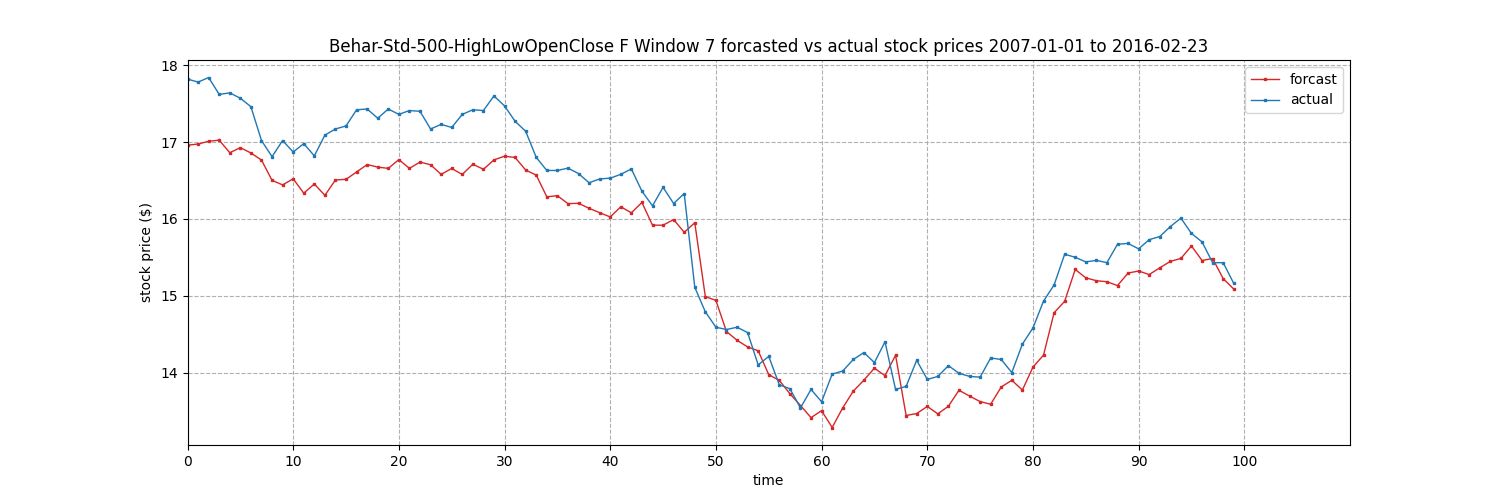 Behar-Std-500-HighLowOpenClose F Window 7 forcasted vs actual stock prices 2007-01-01 to 2016-02-23
forcast
actual
stock price ($)
18
17
16
15
14
0 10 20 30 40 50 60 70 80 90 100
time